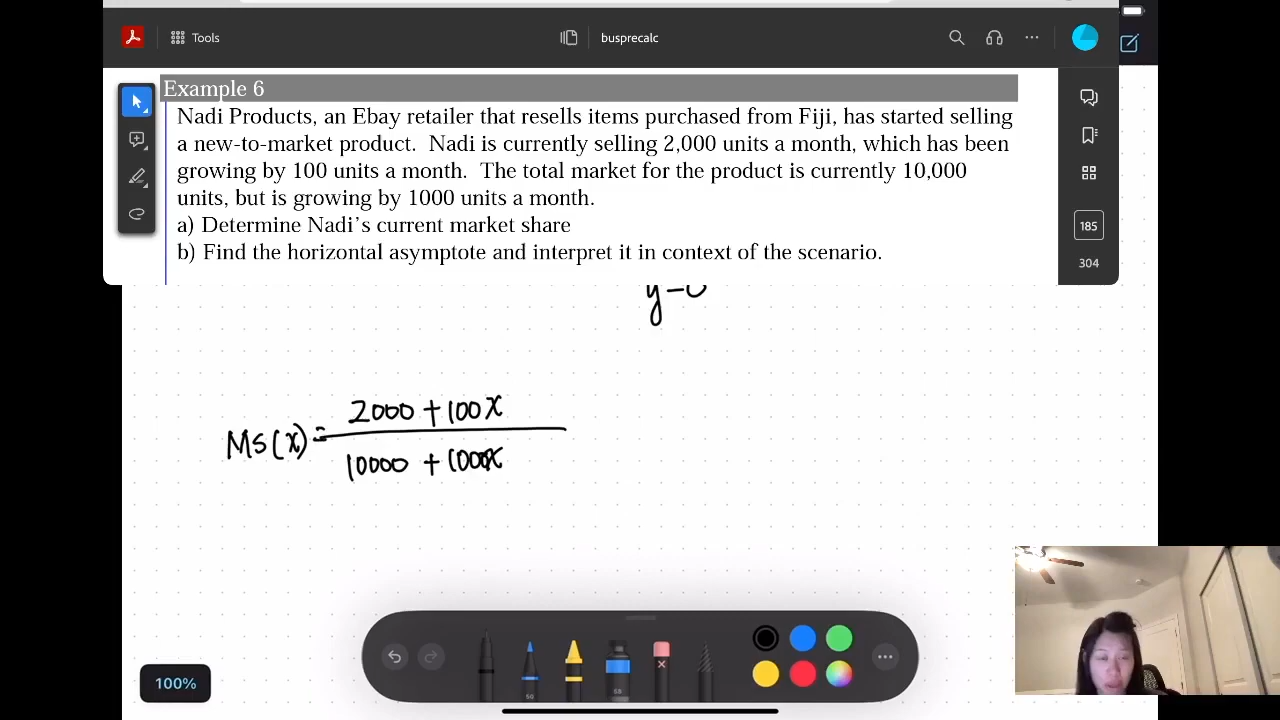 Tools
busprecalc
Example 6
Nadi Products, an Ebay retailer that resells items purchased from Fiji, has started selling
a new-to-market product. Nadi is currently selling 2,000 units a month, which has been
growing by 100 units a month. The total market for the product is currently 10,000
units, but is growing by 1000 units a month.
a) Determine Nadi's current market share
b) Find the horizontal asymptote and interpret it in context of the scenario.
185
304
MS(x) =
2000 + 100x
10000 + 1000x
50
100%